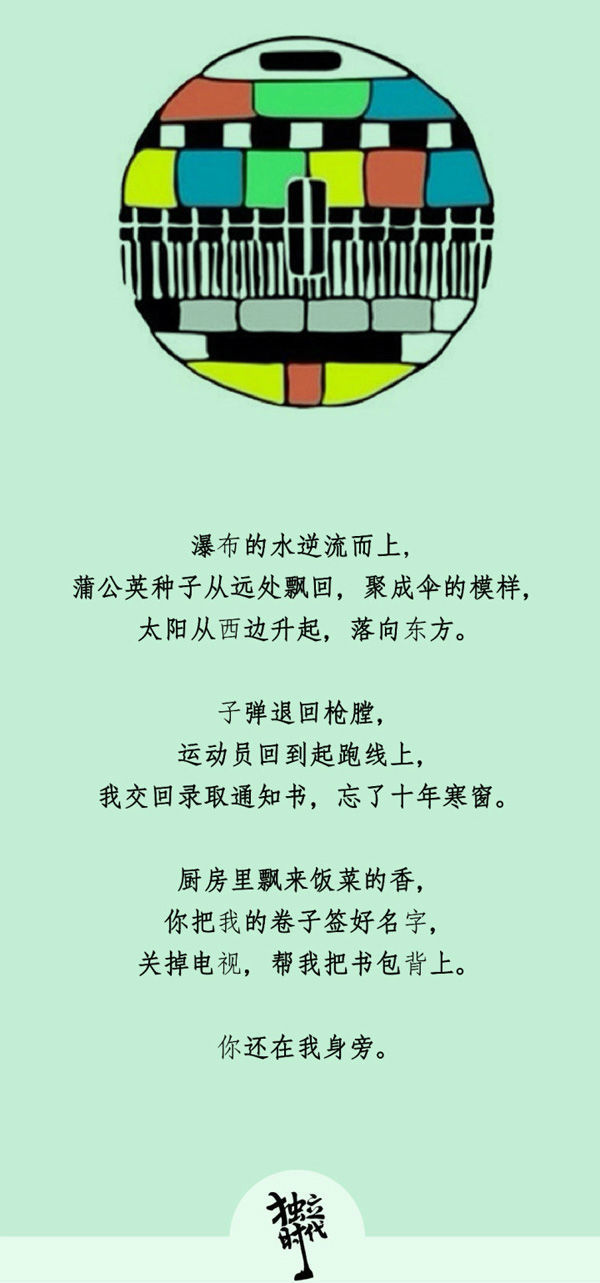 瀑布的水逆流而上，
蒲公英种子从远处飘回，聚成伞的模样，
太阳从西边升起，落向东方。
子弹退回枪膛，
运动员回到起跑线上，
我交回录取通知书，忘了十年寒窗。
厨房里飘来饭菜的香，
你把我的卷子签好名字，
关掉电视，帮我把书包背上。
你还在我身旁。
独立
时代